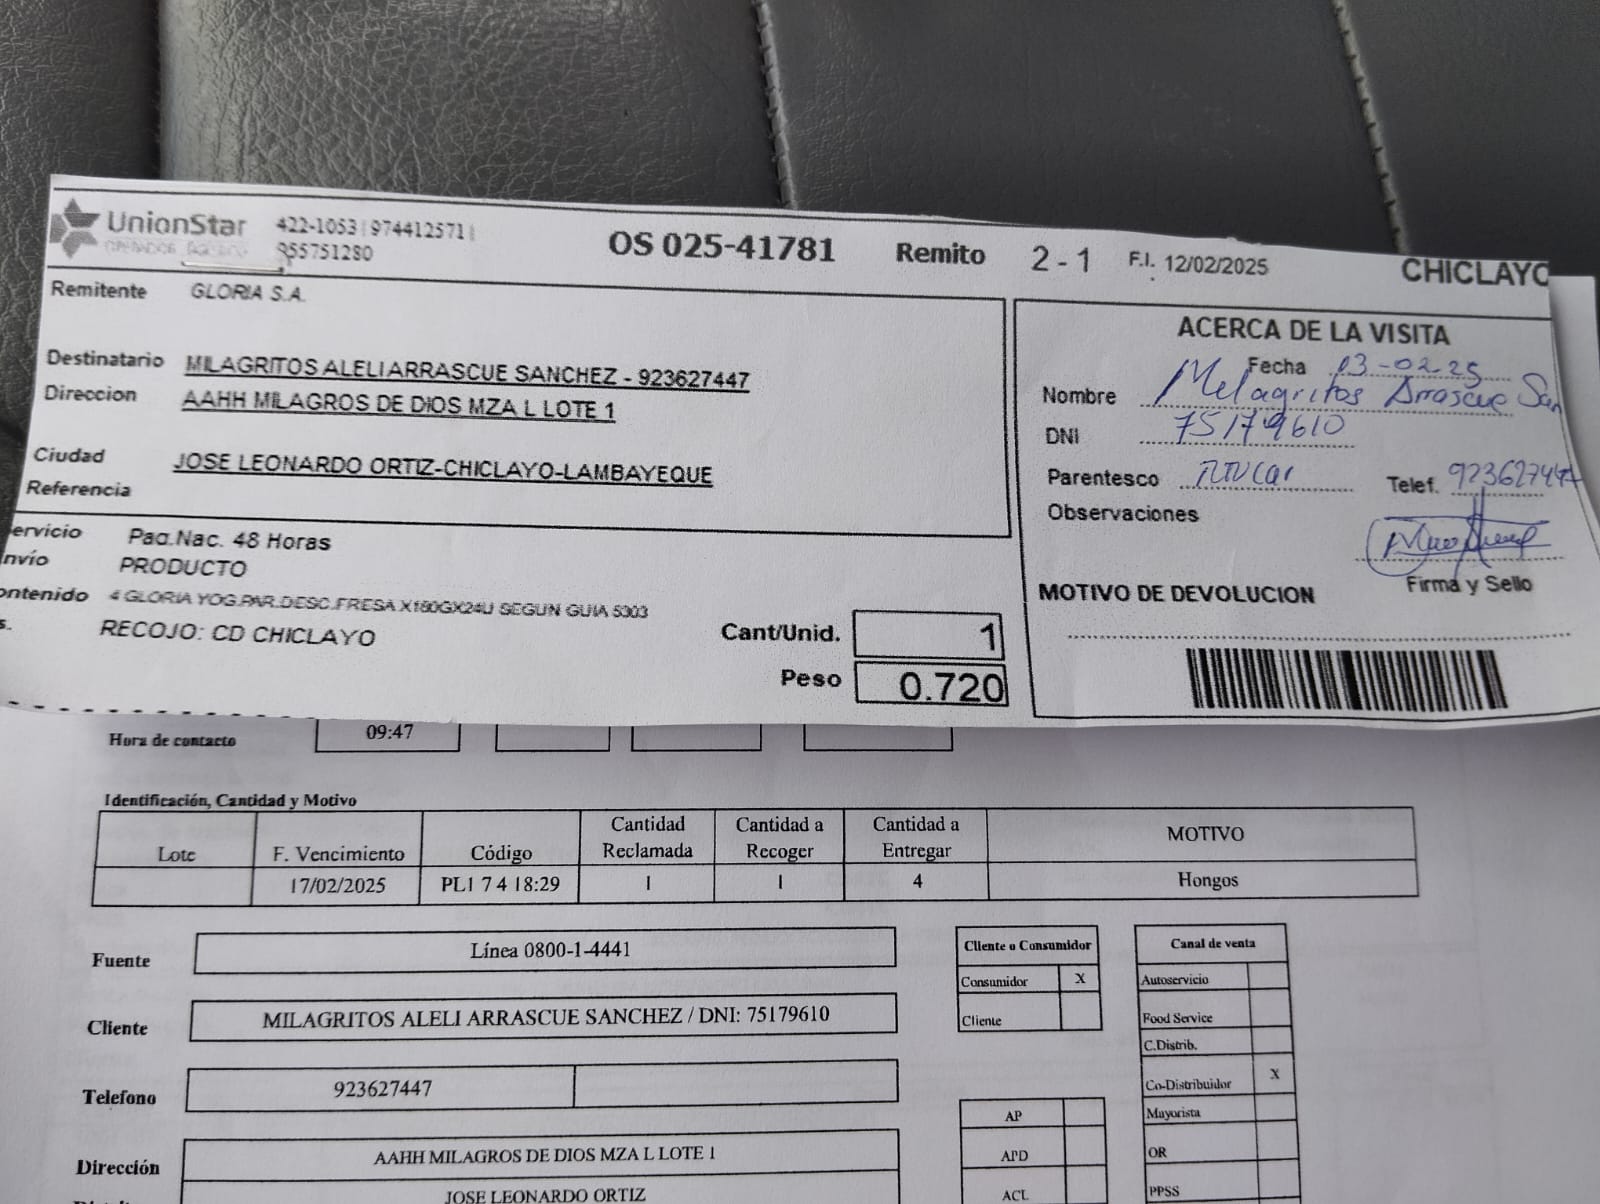 UnionStar 422-1053|974412571|
955751280
OS 025-41781 Remito 2 - 1 F.I. 12/02/2025 CHICLAYO
Remitente GLORIA S.A.
Destinatario MILAGRITOS ALELI ARRASCUE SANCHEZ - 923627447
Direccion AAHH MILAGROS DE DIOS MZA L LOTE 1
Ciudad JOSE LEONARDO ORTIZ-CHICLAYO-LAMBAYEQUE
Referencia
ervicio Paq.Nac. 48 Horas
nvío PRODUCTO
ontenido 4 GLORIA YOG.PAR.DESC.FRESA X180GX24U SEGUN GUIA 5303
s. RECOJO: CD CHICLAYO
Cant/Unid. 1
Peso 0.720
ACERCA DE LA VISITA
Fecha 13-02-25
Nombre Melagritos Arrascue San
DNI 75179610
Parentesco Titular Telef. 923627447
Observaciones
Firma y Sello
MOTIVO DE DEVOLUCION
Hora de contacto 09:47
Identificación, Cantidad y Motivo
Lote F. Vencimiento Código Cantidad Reclamada Cantidad a Recoger Cantidad a Entregar MOTIVO
17/02/2025 PL1 7 4 18:29 1 1 4 Hongos
Fuente Línea 0800-1-4441
Cliente MILAGRITOS ALELI ARRASCUE SANCHEZ / DNI: 75179610
Telefono 923627447
Dirección AAHH MILAGROS DE DIOS MZA L LOTE 1
JOSE LEONARDO ORTIZ
Cliente o Consumidor
Consumidor X
Cliente
AP
APD
ACL
Canal de venta
Autoservicio
Food Service
C.Distrib.
Co-Distribuidor X
Mayorista
OR
PPSS